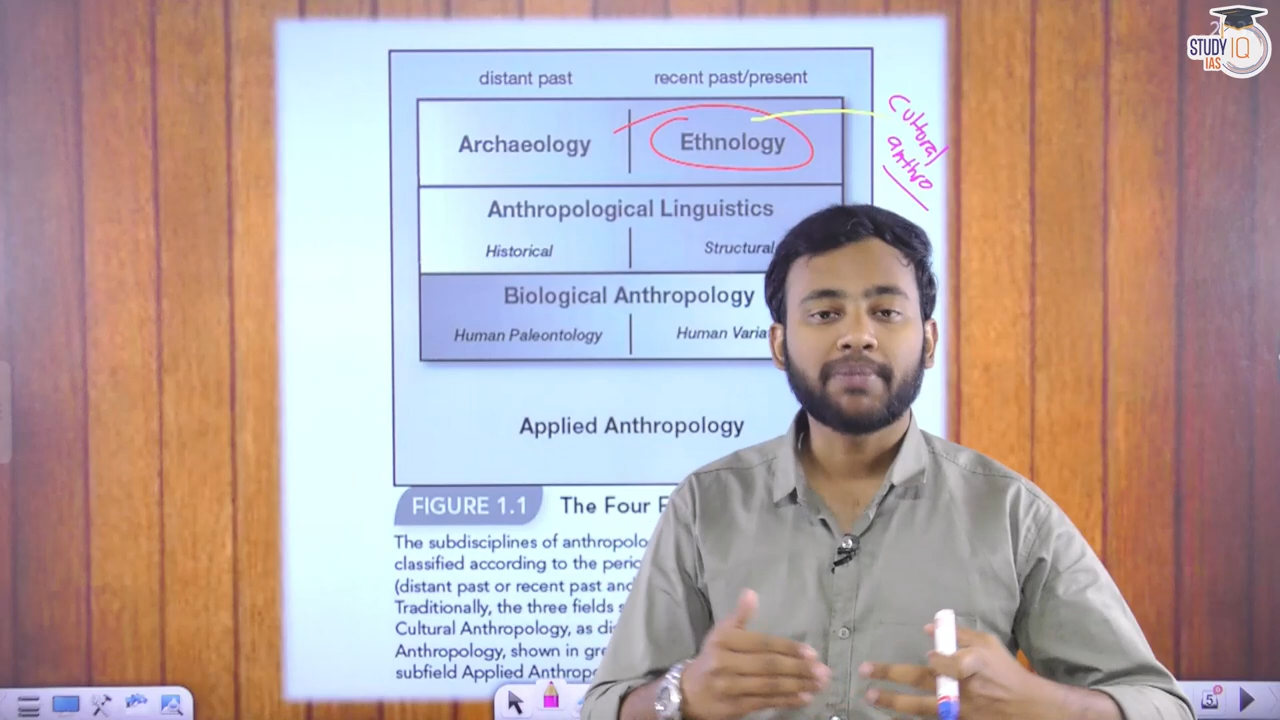 STUDY IQ
IAS
distant past recent past/present
Archaeology Ethnology
Cultural
anthro
Anthropological Linguistics
Historical Structural
Biological Anthropology
Human Paleontology Human Varia
Applied Anthropology
FIGURE 1.1 The Four F
The subdisciplines of anthropolo
classified according to the perio
(distant past or recent past and
Traditionally, the three fields s
Cultural Anthropology, as di
Anthropology, shown in gre
subfield Applied Anthropo
5